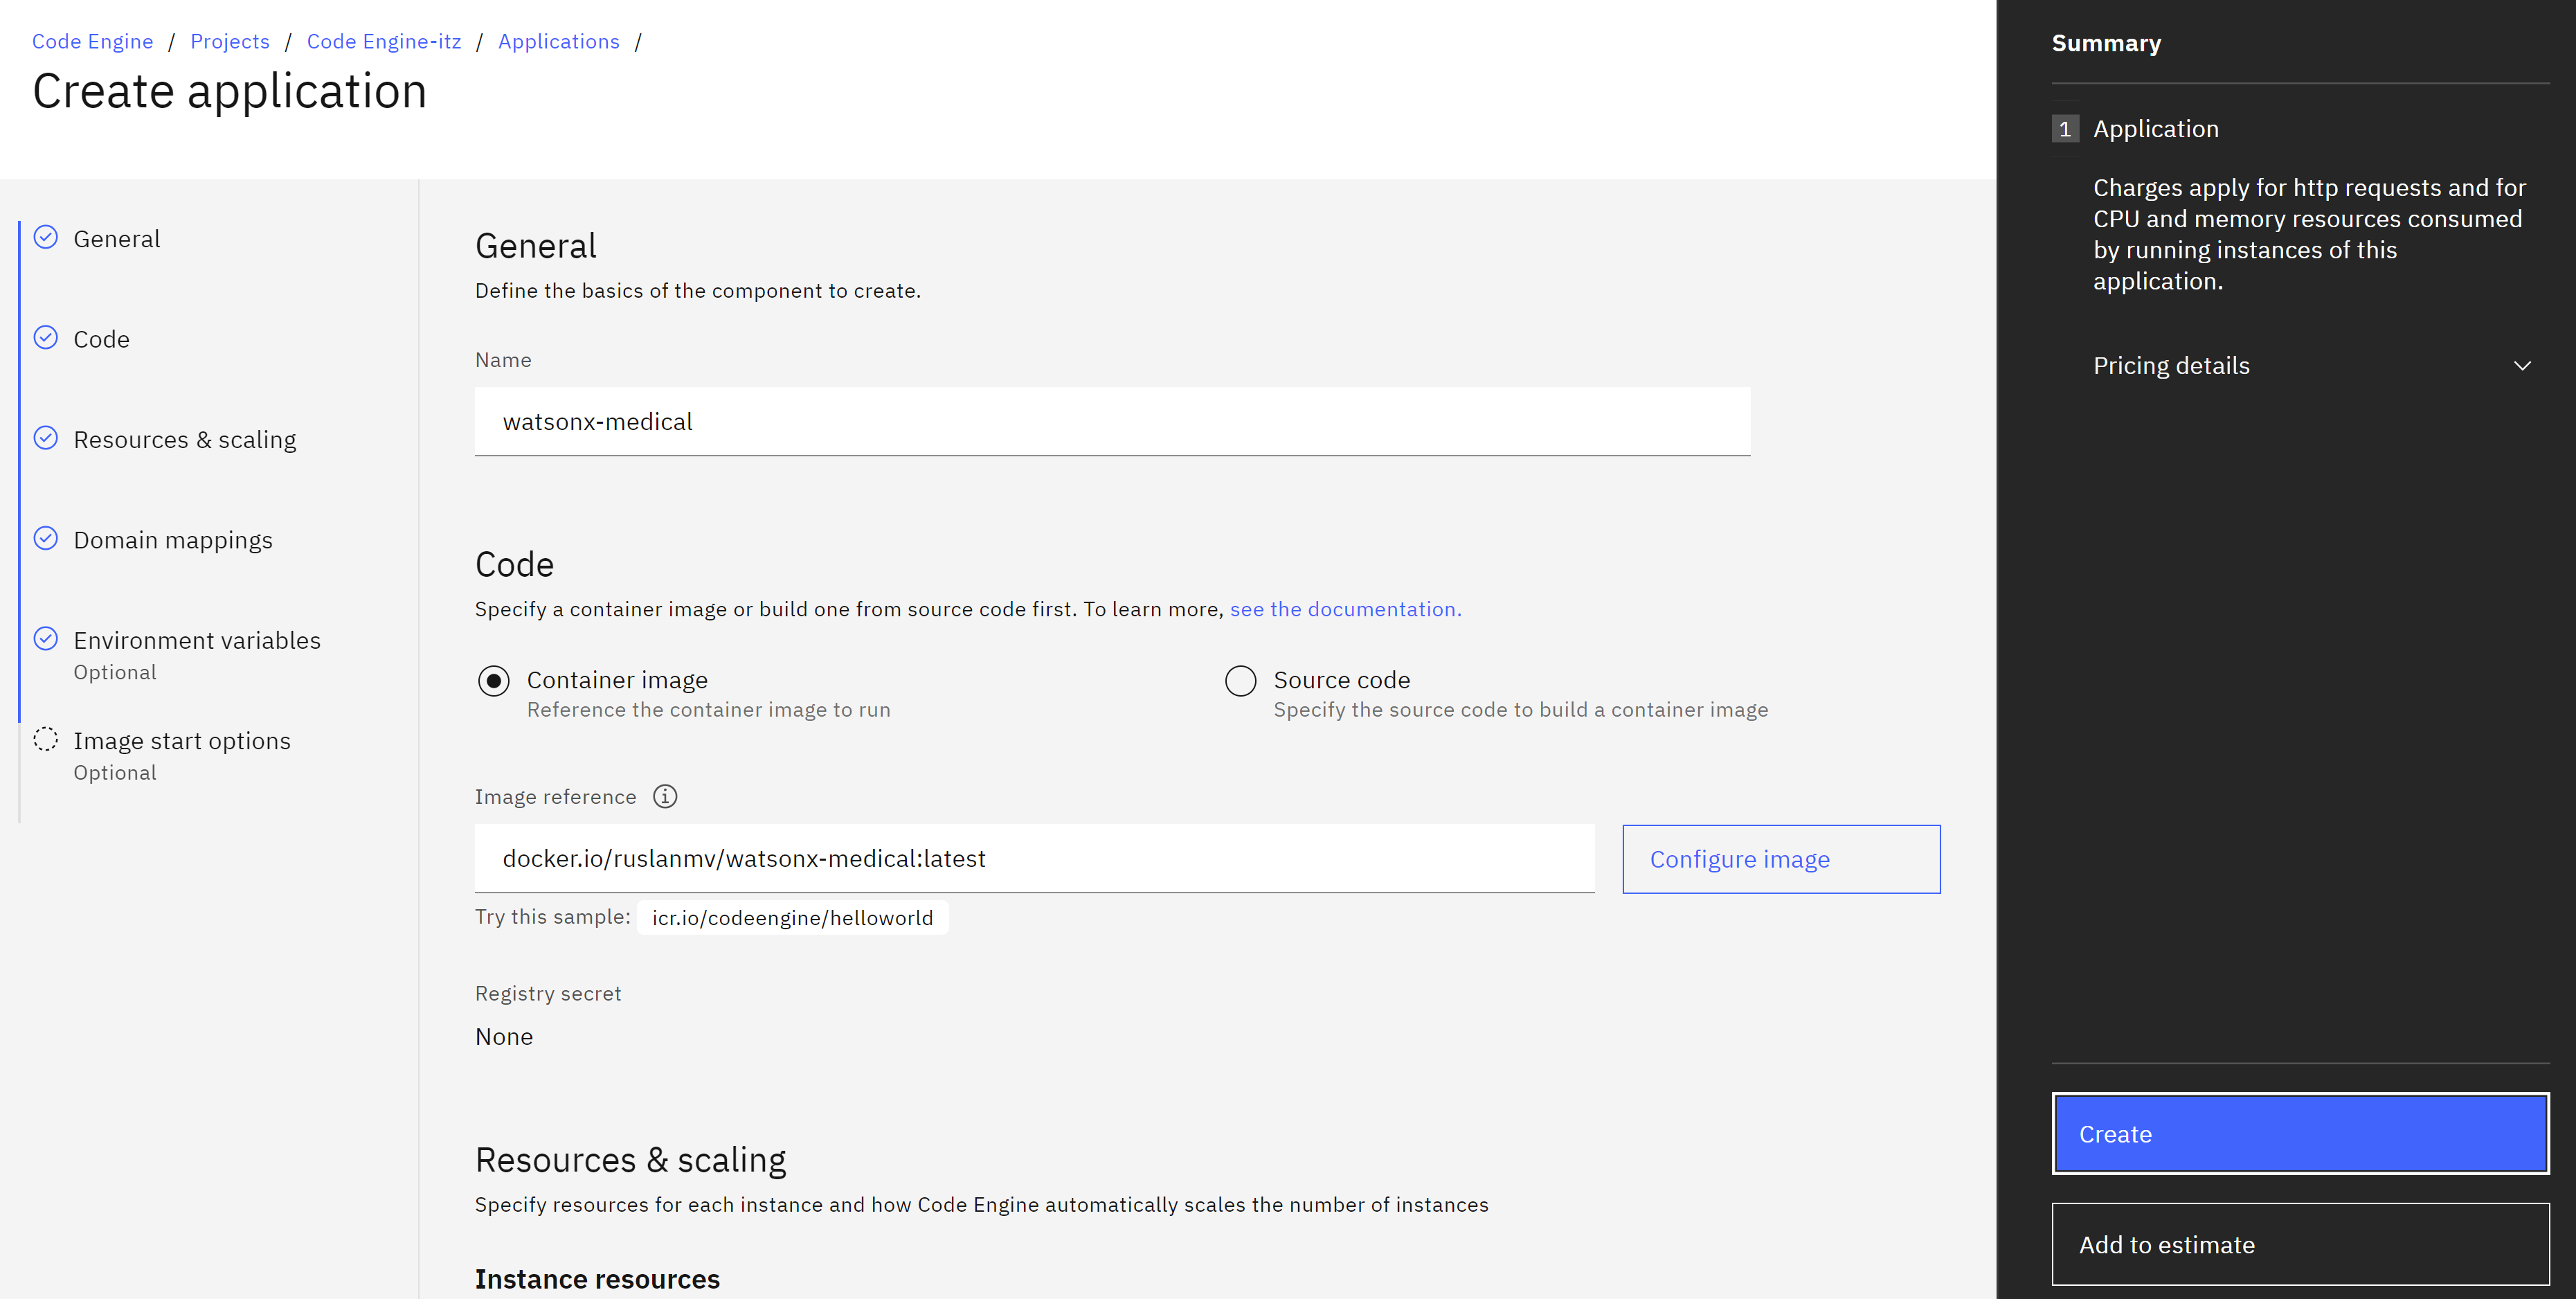 Code Engine / Projects / Code Engine-itz / Applications /
Create application
General
Code
Resources & scaling
Domain mappings
Environment variables
Optional
Image start options
Optional
General
Define the basics of the component to create.
Name
watsonx-medical
Code
Specify a container image or build one from source code first. To learn more, see the documentation.
Container image
Reference the container image to run
Source code
Specify the source code to build a container image
Image reference
docker.io/ruslanmv/watsonx-medical:latest
Configure image
Try this sample: icr.io/codeengine/helloworld
Registry secret
None
Resources & scaling
Specify resources for each instance and how Code Engine automatically scales the number of instances
Instance resources
Summary
1 Application
Charges apply for http requests and for
CPU and memory resources consumed
by running instances of this
application.
Pricing details
Create
Add to estimate